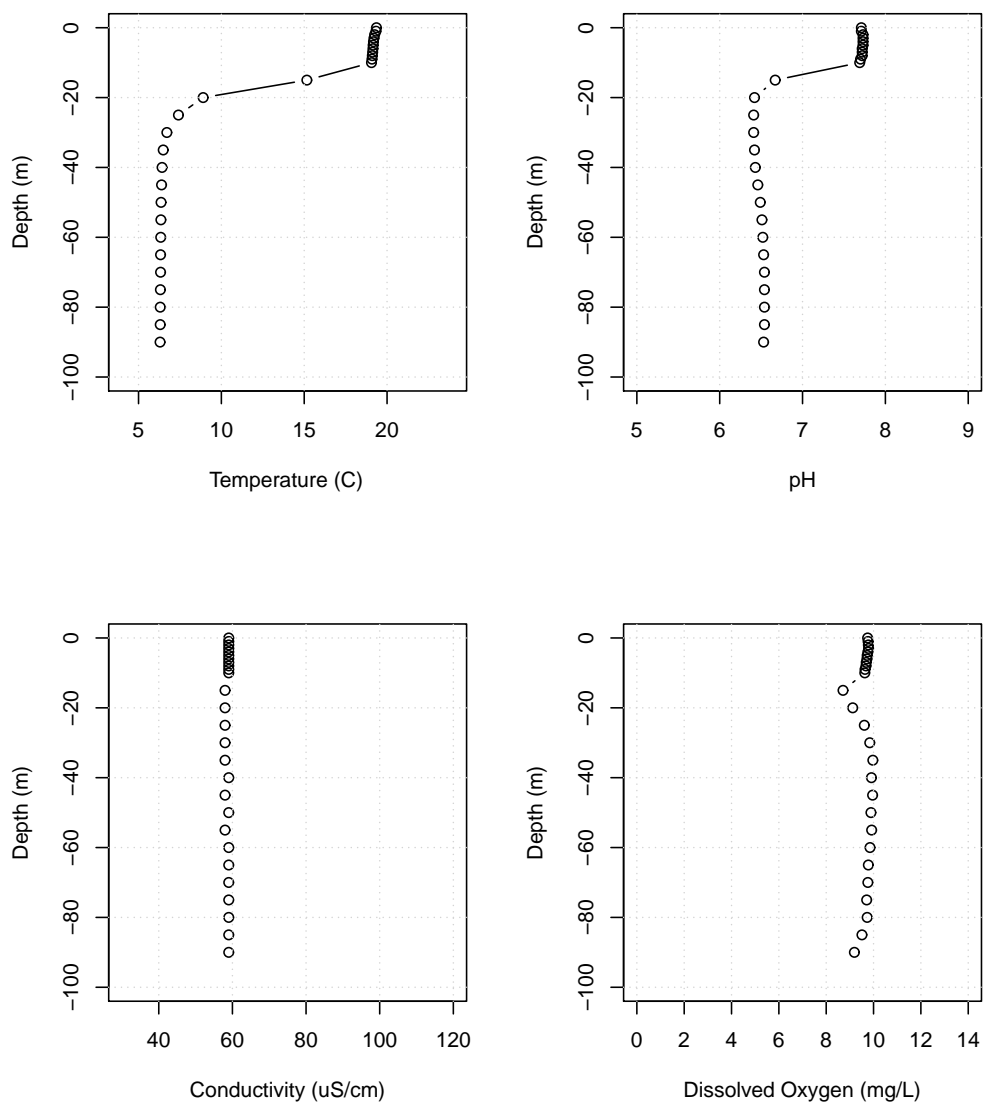 0
−20
−40
−60
−80
−100
Depth (m)
5 10 15 20
Temperature (C)
0
−20
−40
−60
−80
−100
Depth (m)
5 6 7 8 9
pH
0
−20
−40
−60
−80
−100
Depth (m)
40 60 80 100 120
Conductivity (uS/cm)
0
−20
−40
−60
−80
−100
Depth (m)
0 2 4 6 8 10 12 14
Dissolved Oxygen (mg/L)